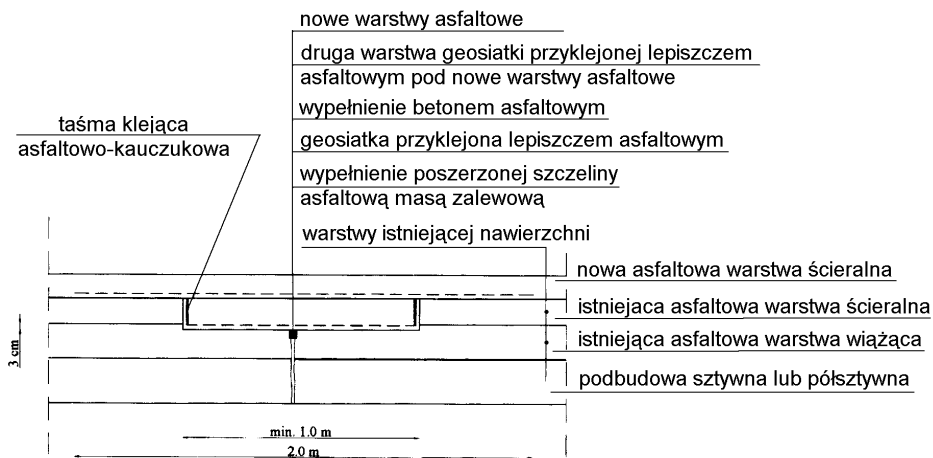 nowe warstwy asfaltowe
druga warstwa geosiatki przyklejonej lepiszczem
asfaltowym pod nowe warstwy asfaltowe
wypełnienie betonem asfaltowym
taśma klejąca
asfaltowo-kauczukowa
geosiatka przyklejona lepiszczem asfaltowym
wypełnienie poszerzonej szczeliny
asfaltową masą zalewową
warstwy istniejącej nawierzchni
nowa asfaltowa warstwa ścieralna
istniejaca asfaltowa warstwa ścieralna
istniejąca asfaltowa warstwa wiążąca
3 cm
podbudowa sztywna lub półsztywna
min. 1.0 m
2.0 m